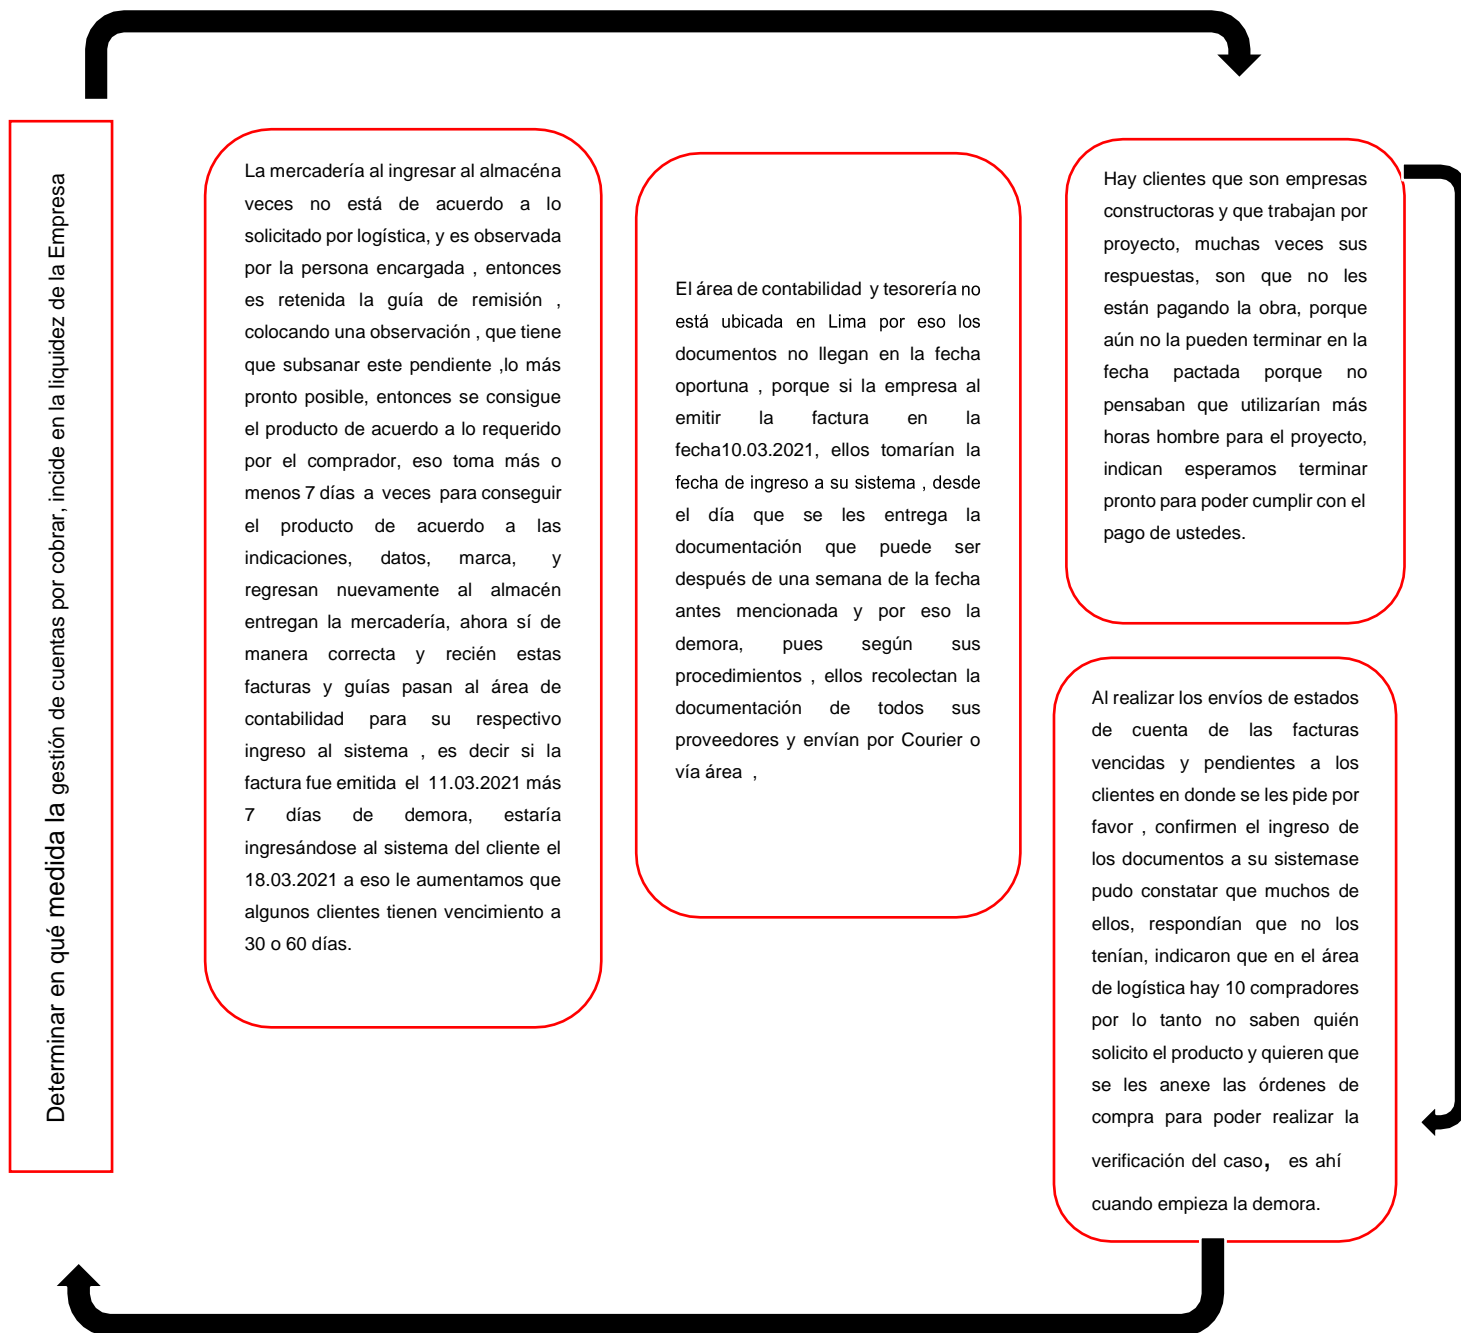 Determinar en qué medida la gestión de cuentas por cobrar, incide en la liquidez de la Empresa
La mercadería al ingresar al almacéna
veces no está de acuerdo a lo
solicitado por logística, y es observada
por la persona encargada , entonces
es retenida la guía de remisión ,
colocando una observación , que tiene
que subsanar este pendiente ,lo más
pronto posible, entonces se consigue
el producto de acuerdo a lo requerido
por el comprador, eso toma más o
menos 7 días a veces para conseguir
el producto de acuerdo a las
indicaciones, datos, marca, y
regresan nuevamente al almacén
entregan la mercadería, ahora sí de
manera correcta y recién estas
facturas y guías pasan al área de
contabilidad para su respectivo
ingreso al sistema , es decir si la
factura fue emitida el 11.03.2021 más
7 días de demora, estaría
ingresándose al sistema del cliente el
18.03.2021 a eso le aumentamos que
algunos clientes tienen vencimiento a
30 o 60 días.
El área de contabilidad y tesorería no
está ubicada en Lima por eso los
documentos no llegan en la fecha
oportuna , porque si la empresa al
emitir la factura en la
fecha10.03.2021, ellos tomarían la
fecha de ingreso a su sistema , desde
el día que se les entrega la
documentación que puede ser
después de una semana de la fecha
antes mencionada y por eso la
demora, pues según sus
procedimientos , ellos recolectan la
documentación de todos sus
proveedores y envían por Courier o
vía área ,
Hay clientes que son empresas
constructoras y que trabajan por
proyecto, muchas veces sus
respuestas, son que no les
están pagando la obra, porque
aún no la pueden terminar en la
fecha pactada porque no
pensaban que utilizarían más
horas hombre para el proyecto,
indican esperamos terminar
pronto para poder cumplir con el
pago de ustedes.
Al realizar los envíos de estados
de cuenta de las facturas
vencidas y pendientes a los
clientes en donde se les pide por
favor , confirmen el ingreso de
los documentos a su sistemase
pudo constatar que muchos de
ellos, respondían que no los
tenían, indicaron que en el área
de logística hay 10 compradores
por lo tanto no saben quién
solicito el producto y quieren que
se les anexe las órdenes de
compra para poder realizar la
verificación del caso, es ahí
cuando empieza la demora.